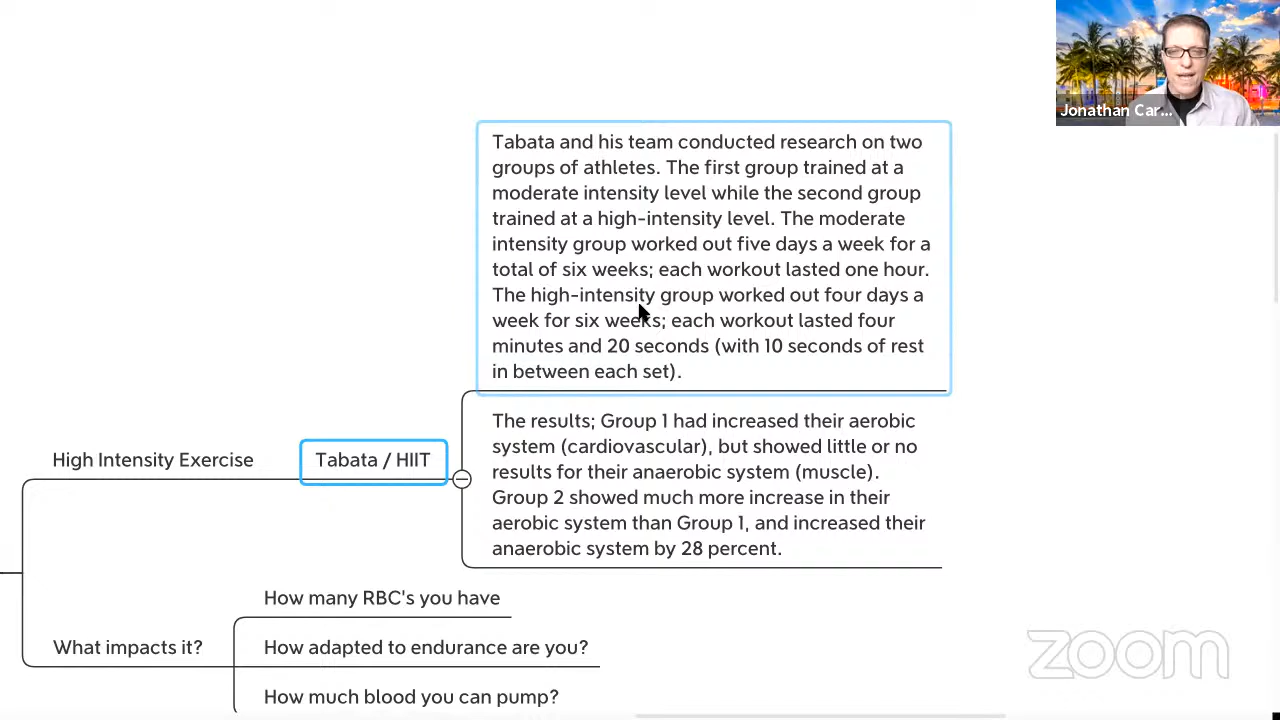 Jonathan Car...
Tabata and his team conducted research on two
groups of athletes. The first group trained at a
moderate intensity level while the second group
trained at a high-intensity level. The moderate
intensity group worked out five days a week for a
total of six weeks; each workout lasted one hour.
The high-intensity group worked out four days a
week for six weeks; each workout lasted four
minutes and 20 seconds (with 10 seconds of rest
in between each set).
The results; Group 1 had increased their aerobic
system (cardiovascular), but showed little or no
results for their anaerobic system (muscle).
Group 2 showed much more increase in their
aerobic system than Group 1, and increased their
anaerobic system by 28 percent.
High Intensity Exercise
Tabata / HIIT
How many RBC's you have
What impacts it?
How adapted to endurance are you?
How much blood you can pump?
zoom